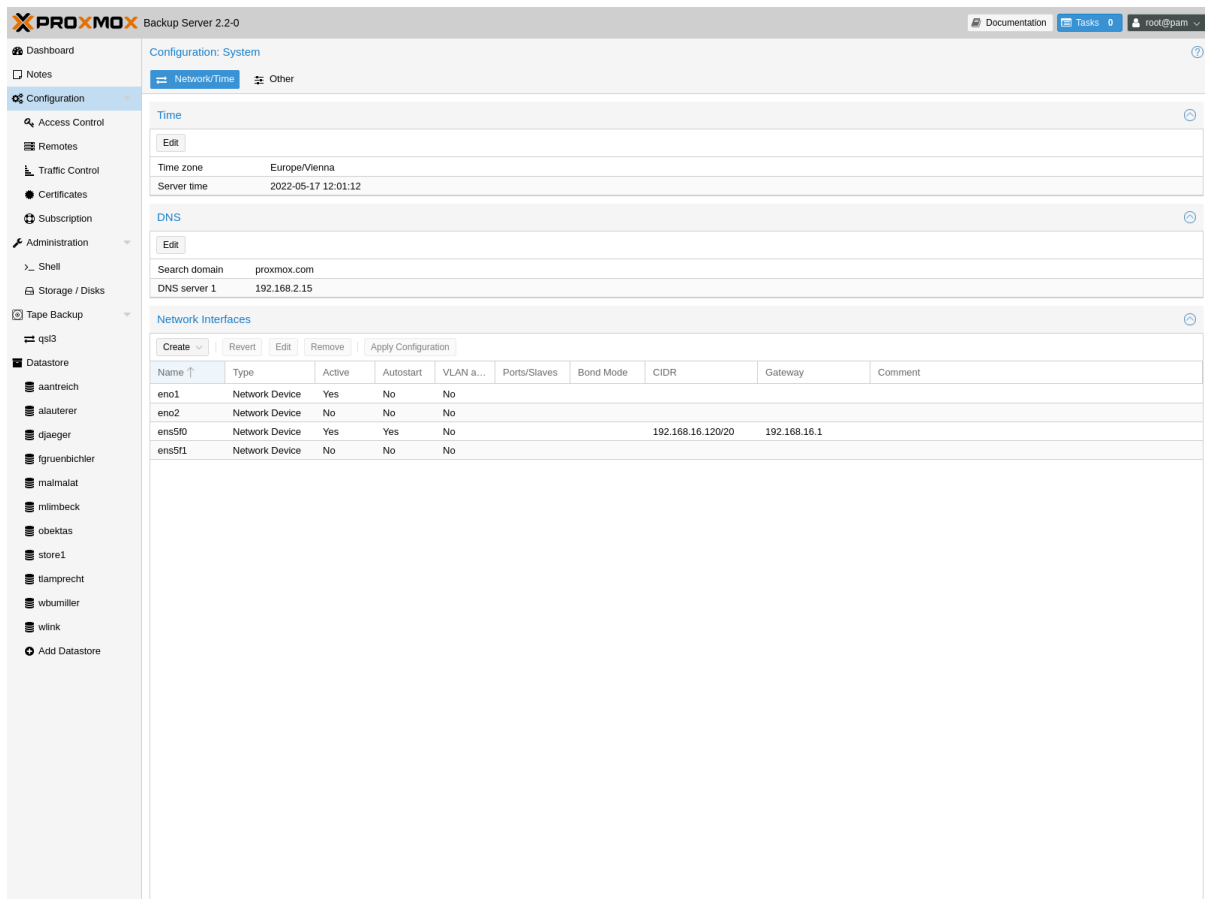 PROXMOX Backup Server 2.2-0 Documentation Tasks 0 root@pam
Dashboard
Notes
Configuration
Access Control
Remotes
Traffic Control
Certificates
Subscription
Administration
Shell
Storage / Disks
Tape Backup
qsl3
Datastore
aantreich
alauterer
djaeger
fgruenbichler
malmalat
mlimbeck
obektas
store1
tlamprecht
wbumiller
wlink
Add Datastore
Configuration: System
Network/Time Other
Time
Edit
Time zone Europe/Vienna
Server time 2022-05-17 12:01:12
DNS
Edit
Search domain proxmox.com
DNS server 1 192.168.2.15
Network Interfaces
Create Revert Edit Remove Apply Configuration
Name Type Active Autostart VLAN a... Ports/Slaves Bond Mode CIDR Gateway Comment
eno1 Network Device Yes No No
eno2 Network Device No No No
ens5f0 Network Device Yes Yes No 192.168.16.120/20 192.168.16.1
ens5f1 Network Device No No No